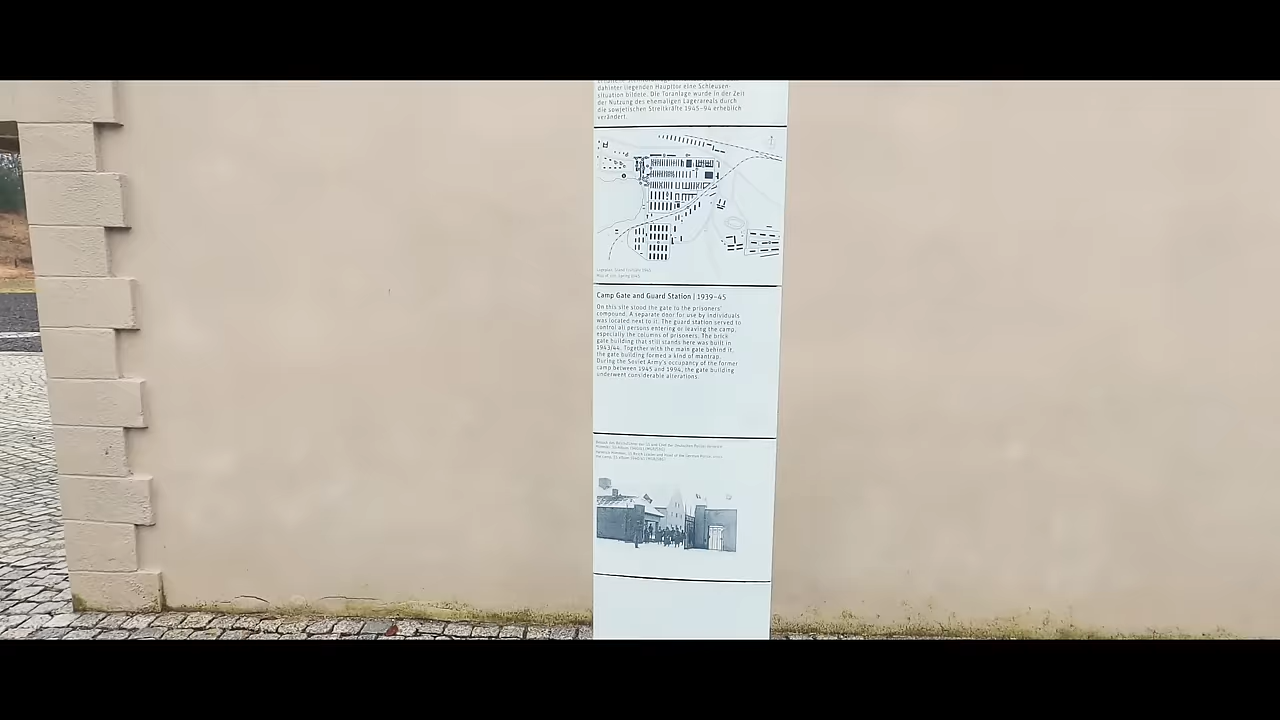 dahinter liegenden Haupttor eine Schleusen-
situation bildete. Die Toranlage wurde in der Zeit
der Nutzung des ehemaligen Lagerareals durch
die sowjetischen Streitkräfte 1945–94 erheblich
verändert.
Camp Gate and Guard Station | 1939–45
On this site stood the gate to the prisoners'
compound. A separate door for use by individuals
was located next to it. The guard station served to
control all persons entering or leaving the camp,
especially the columns of prisoners. The brick
gate building that still stands here was built in
1943/44. Together with the main gate behind it,
the gate building formed a kind of mantrap.
During the Soviet Army's occupancy of the former
camp between 1945 and 1994, the gate building
underwent considerable alterations.